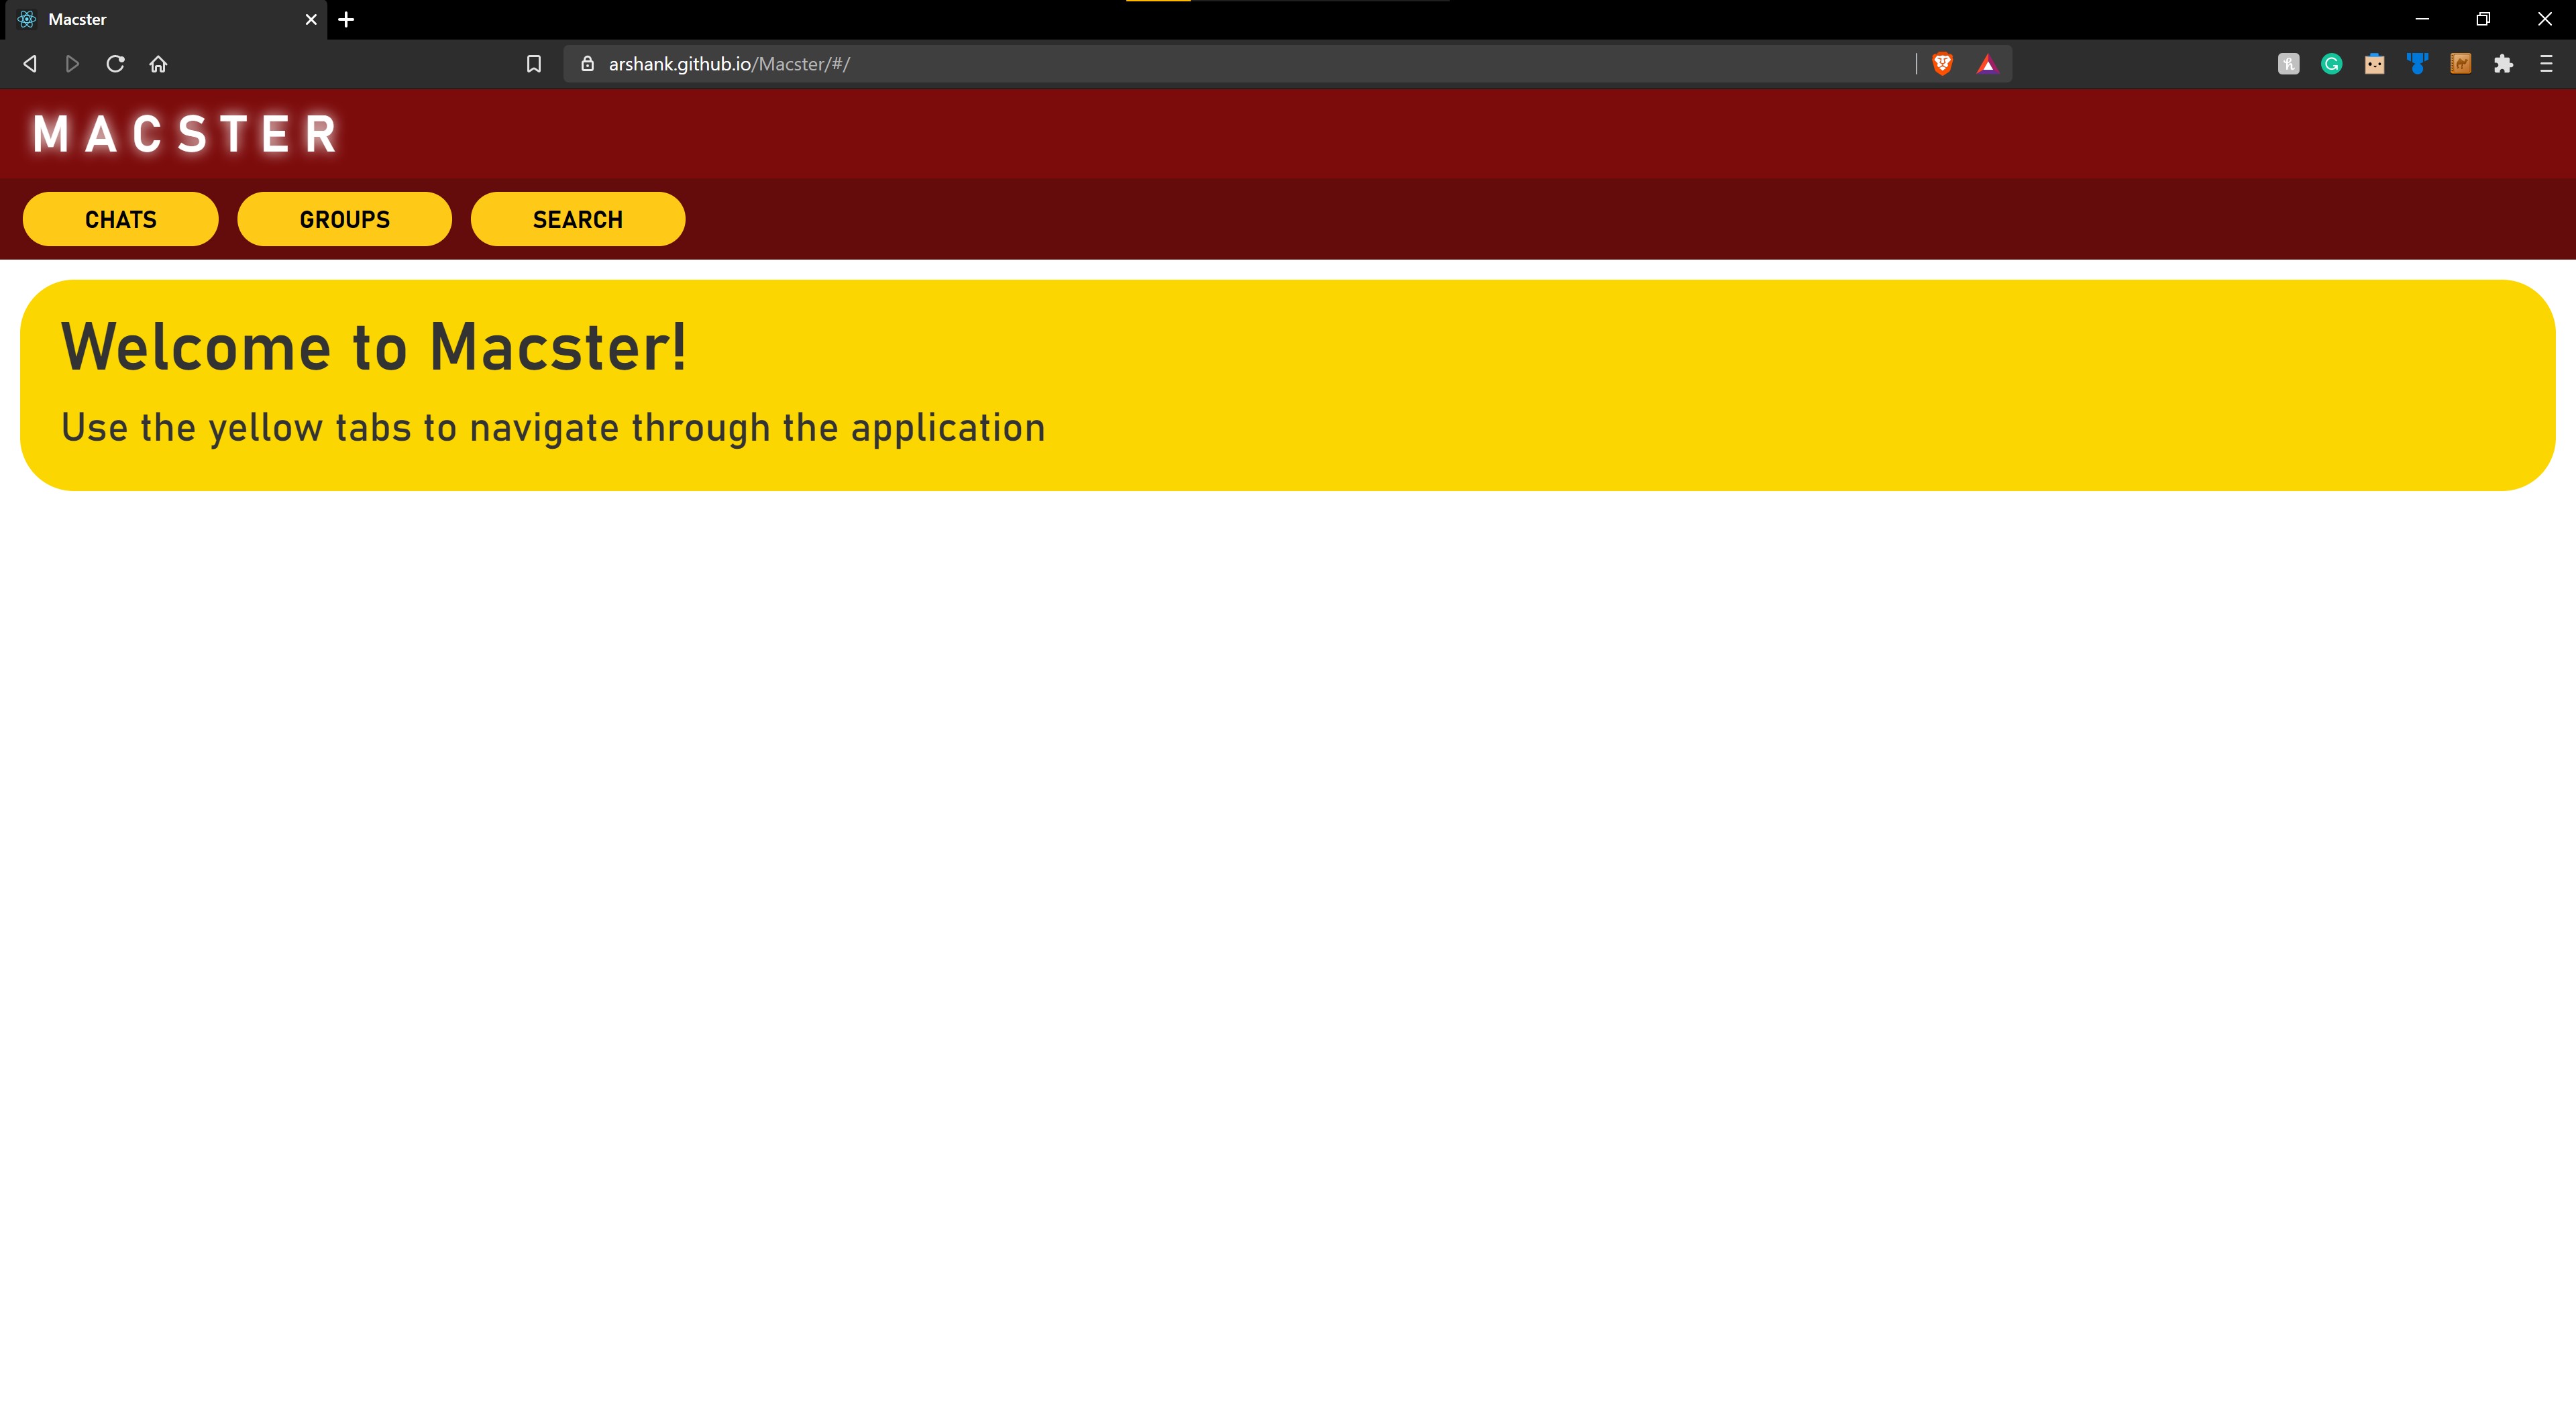 Macster
arshank.github.io/Macster/#/
MACSTER
CHATS
GROUPS
SEARCH
Welcome to Macster!
Use the yellow tabs to navigate through the application